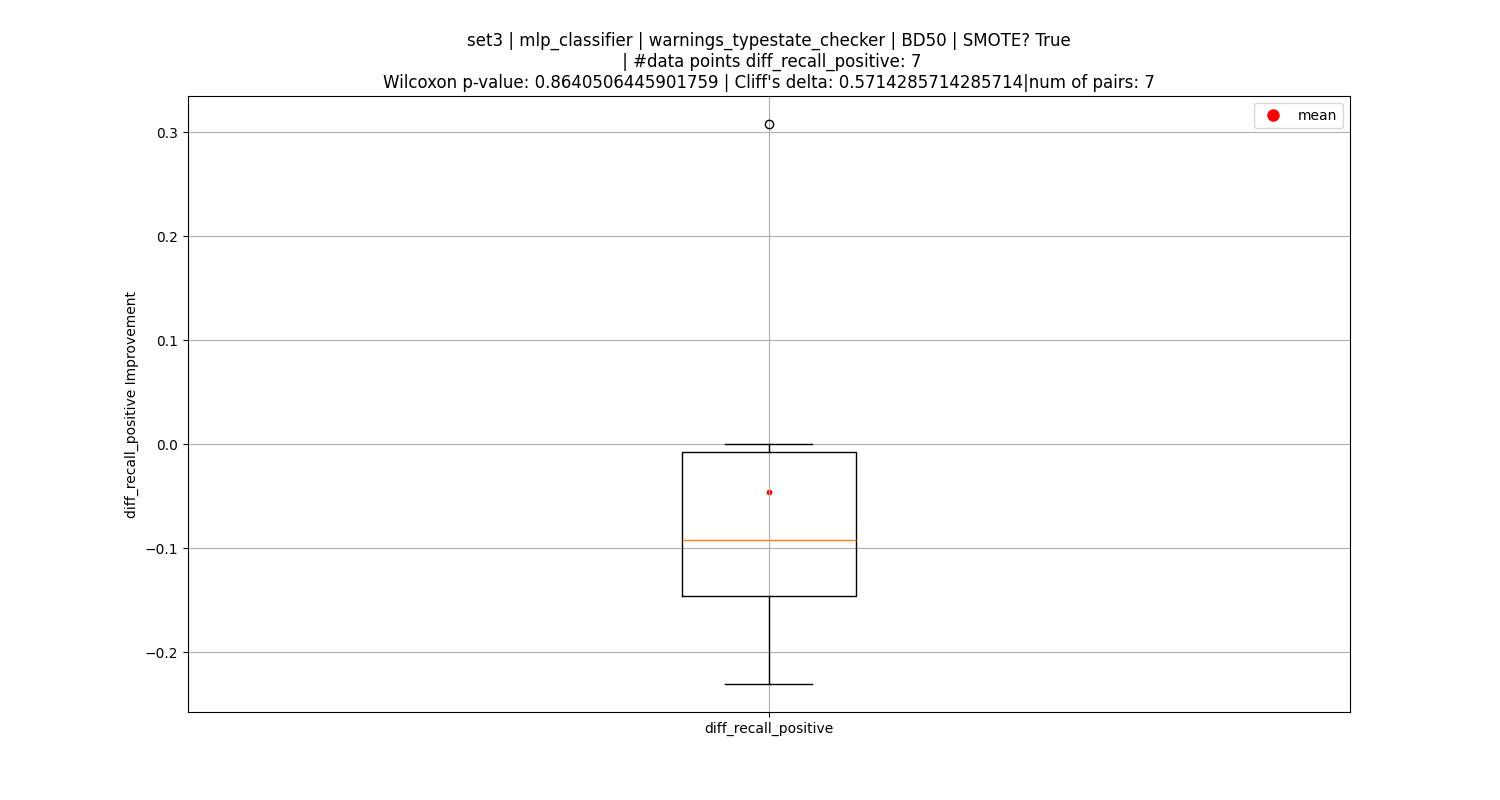 set3 | mlp_classifier | warnings_typestate_checker | BD50 | SMOTE? True
| #data points diff_recall_positive: 7
Wilcoxon p-value: 0.8640506445901759 | Cliff's delta: 0.5714285714285714|num of pairs: 7
mean
0.3
0.2
0.1
0.0
−0.1
−0.2
diff_recall_positive Improvement
diff_recall_positive